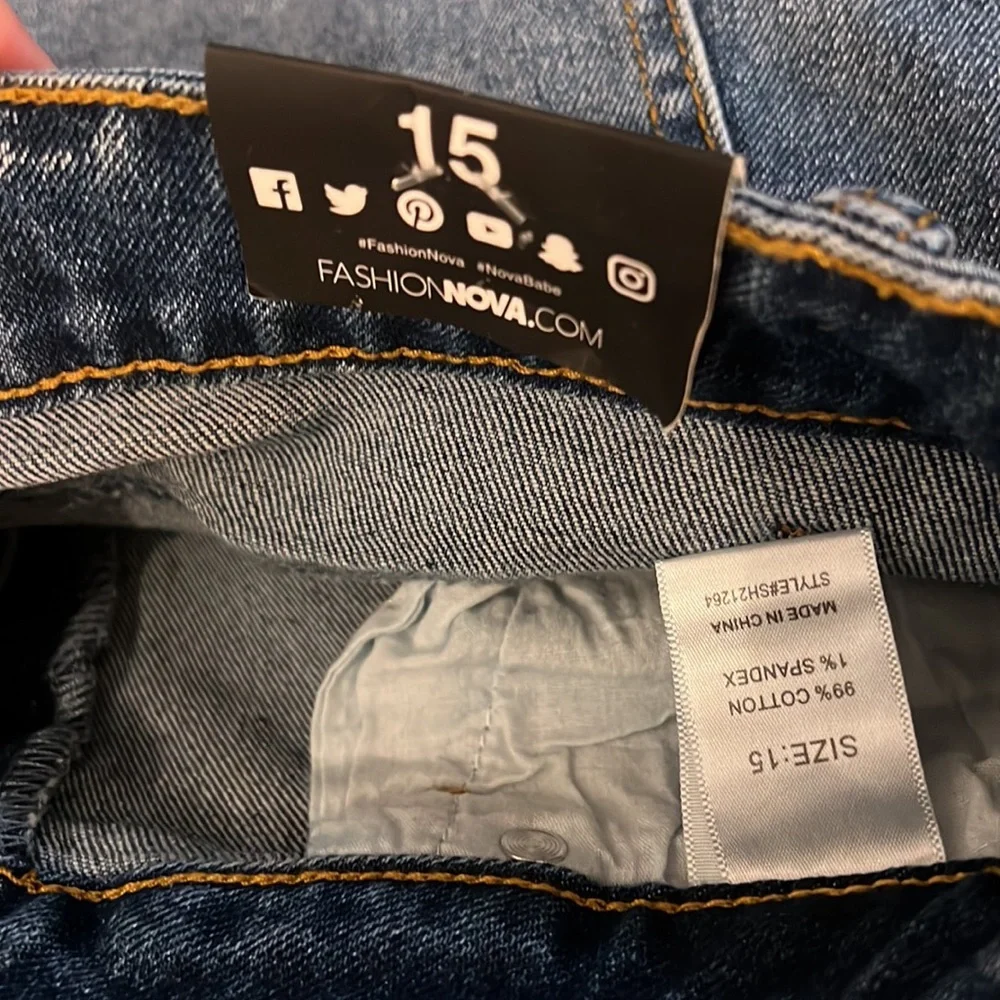 15
#FashionNova #NovaBabe
FASHIONNOVA.COM
SIZE:15
99% COTTON
1% SPANDEX
MADE IN CHINA
STYLE#SH21264